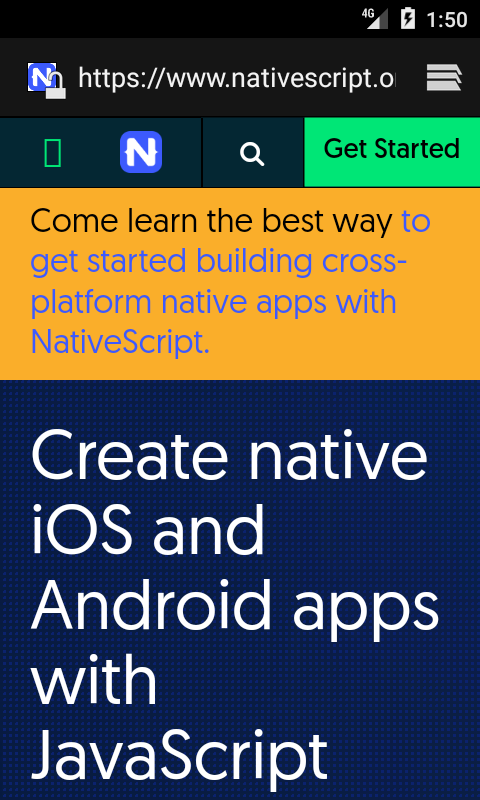 4G 1:50
https://www.nativescript.o
N Get Started
Come learn the best way to
get started building cross-
platform native apps with
NativeScript.
Create native
iOS and
Android apps
with
JavaScript